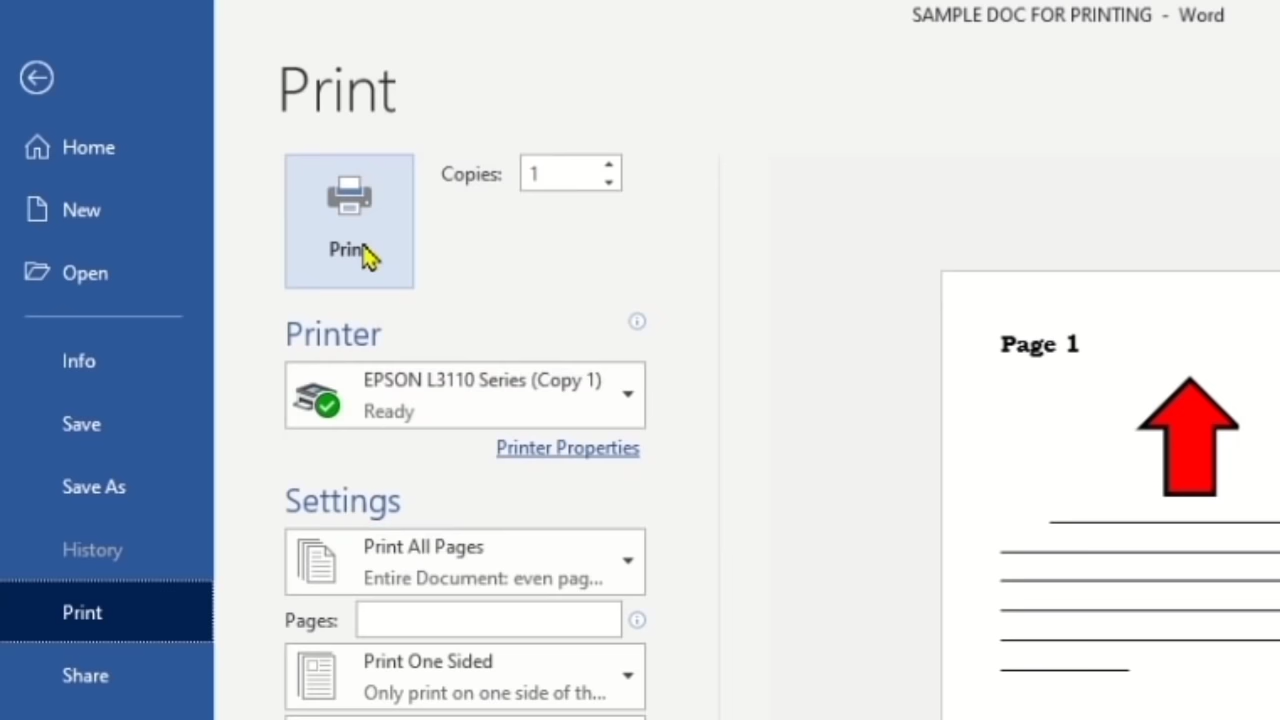 SAMPLE DOC FOR PRINTING - Word
Print
Home
New
Open
Info
Save
Save As
History
Print
Share
Print
Copies: 1
Printer
EPSON L3110 Series (Copy 1)
Ready
Printer Properties
Settings
Print All Pages
Entire Document: even pag...
Pages:
Print One Sided
Only print on one side of th...
Page 1